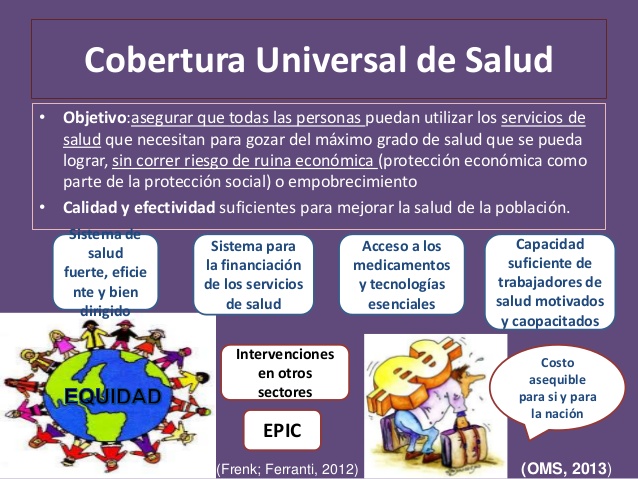 Cobertura Universal de Salud
• Objetivo:asegurar que todas las personas puedan utilizar los servicios de
salud que necesitan para gozar del máximo grado de salud que se pueda
lograr, sin correr riesgo de ruina económica (protección económica como
parte de la protección social) o empobrecimiento
• Calidad y efectividad suficientes para mejorar la salud de la población.
Sistema de
salud
fuerte, eficie
nte y bien
dirigido
Sistema para
la financiación
de los servicios
de salud
Acceso a los
medicamentos
y tecnologías
esenciales
Capacidad
suficiente de
trabajadores de
salud motivados
y caopacitados
EQUIDAD
Intervenciones
en otros
sectores
EPIC
Costo
asequible
para si y para
la nación
(Frenk; Ferranti, 2012)
(OMS, 2013)